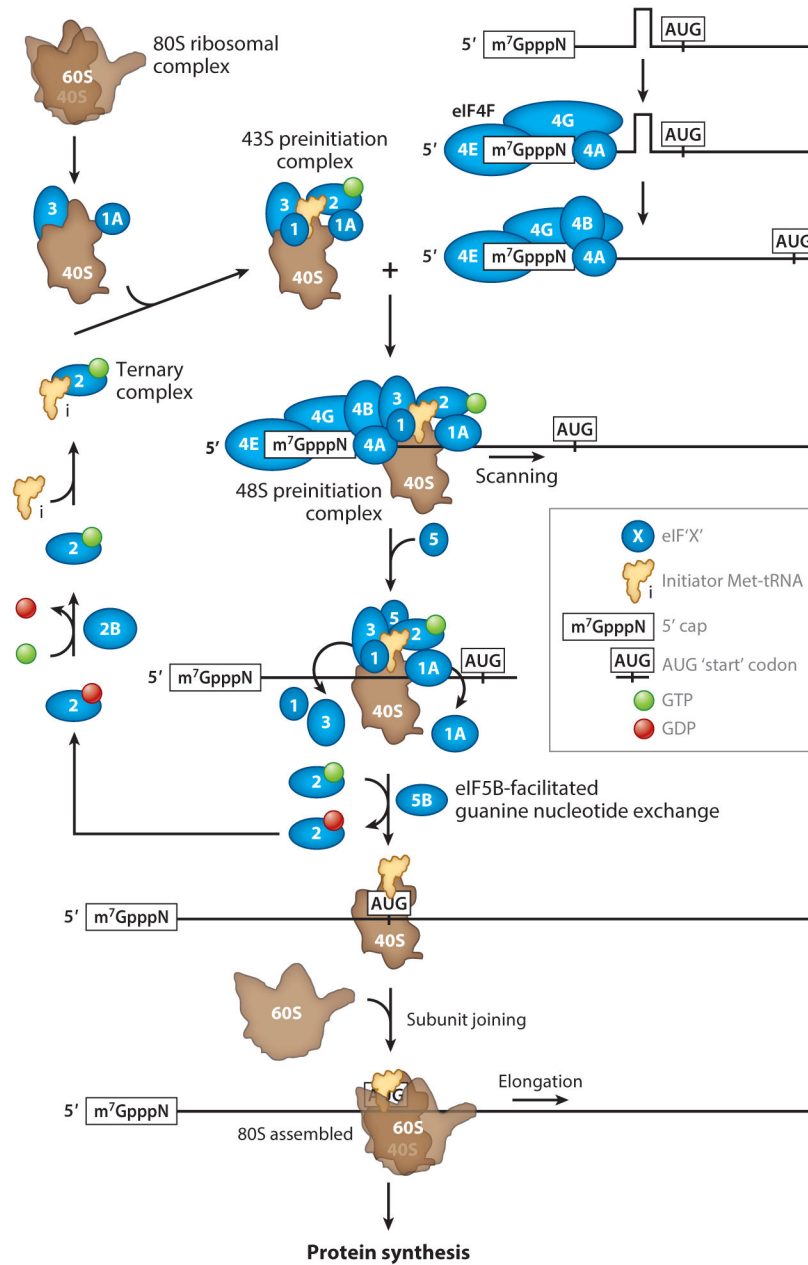 80S ribosomal
complex
60S
40S
5′ m⁷GpppN AUG
eIF4F
4G
5′ 4E m⁷GpppN 4A AUG
43S preinitiation
complex
3 1A
40S
3 2
1 1A
40S
+
4G 4B
5′ 4E m⁷GpppN 4A AUG
2
i
Ternary
complex
4G 4B 3 2
1 1A
5′ 4E m⁷GpppN 4A AUG
40S
Scanning
48S preinitiation
complex
i
2
5
2B
2
X eIF‘X’
i Initiator Met-tRNA
m⁷GpppN 5′ cap
AUG AUG ‘start’ codon
GTP
GDP
5
3 2
1 1A
5′ m⁷GpppN AUG
40S
1 3 1A
2
5B eIF5B-facilitated
guanine nucleotide exchange
2
5′ m⁷GpppN AUG
40S
60S
Subunit joining
5′ m⁷GpppN AUG
Elongation
60S
40S
80S assembled
Protein synthesis